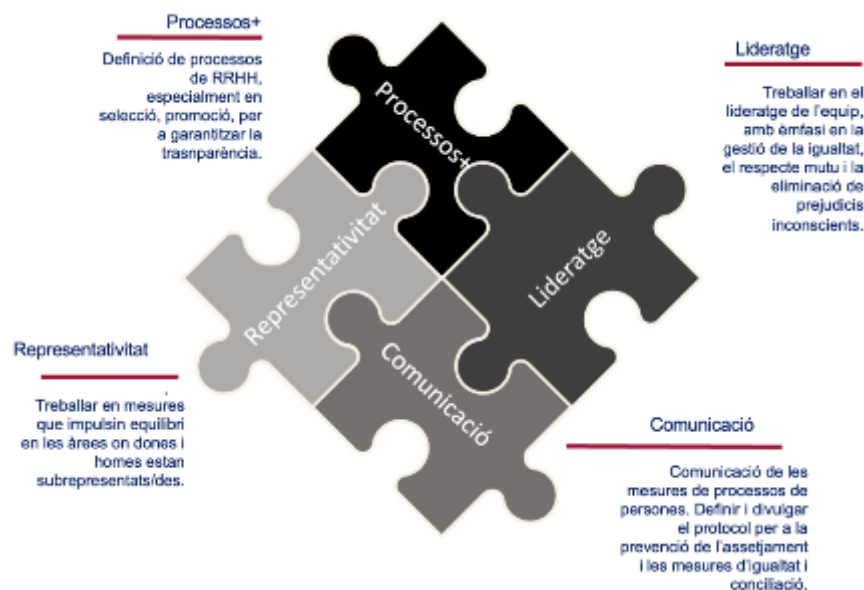 Processos+
Definició de processos
de RRHH,
especialment en
selecció, promoció, per
a garantitzar la
trasnparència.
Lideratge
Treballar en el
lideratge de l'equip,
amb èmfasi en la
gestió de la igualtat,
el respecte mutu i la
eliminació de
prejudicis
inconscients.
Processos+
Lideratge
Representativitat
Comunicació
Representativitat
Treballar en mesures
que impulsin equilibri
en les àrees on dones i
homes estan
subrepresentats/des.
Comunicació
Comunicació de les
mesures de processos de
persones. Definir i divulgar
el protocol per a la
prevenció de l'assetjament
i les mesures d'igualtat i
conciliació.